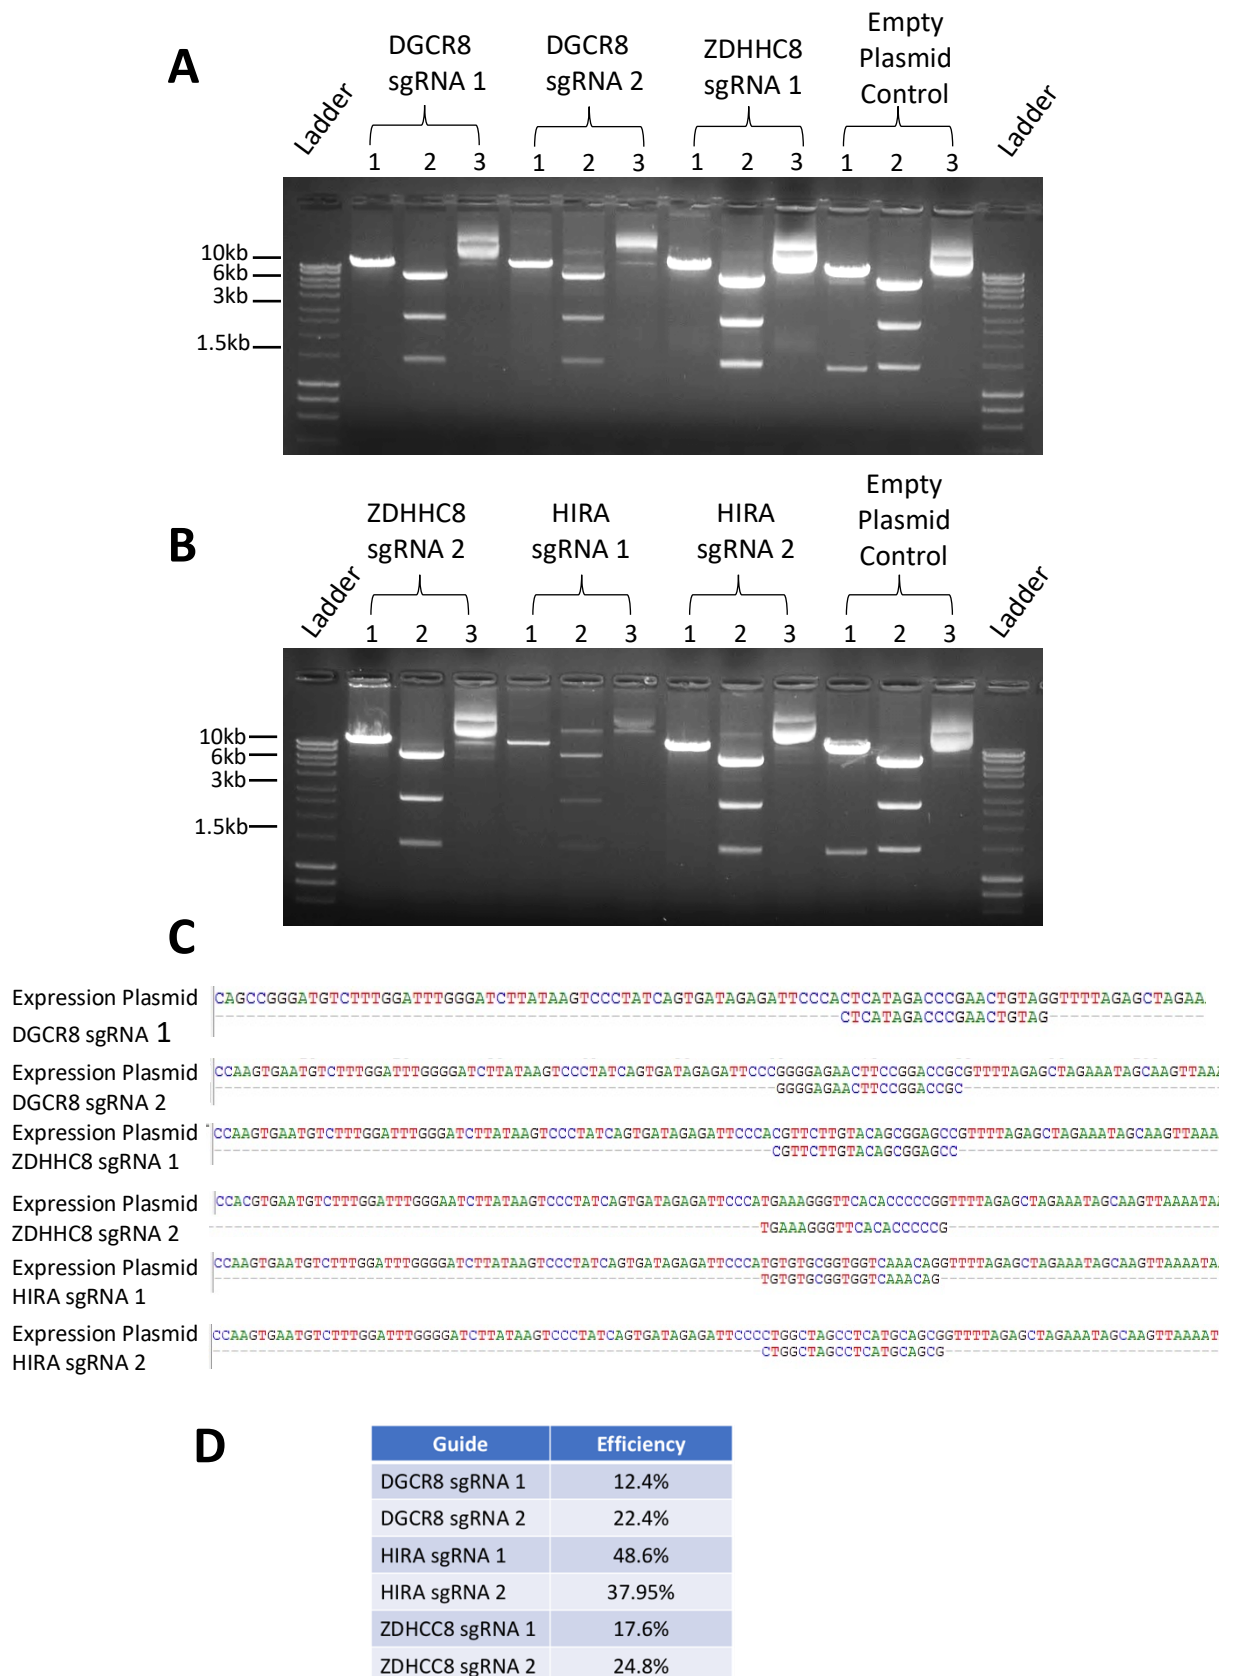 A
DGCR8
sgRNA 1
DGCR8
sgRNA 2
ZDHHC8
sgRNA 1
Empty
Plasmid
Control
Ladder
Ladder
1 2 3 1 2 3 1 2 3 1 2 3
10kb
6kb
3kb
1.5kb
B
ZDHHC8
sgRNA 2
HIRA
sgRNA 1
HIRA
sgRNA 2
Empty
Plasmid
Control
Ladder
Ladder
1 2 3 1 2 3 1 2 3 1 2 3
10kb
6kb
3kb
1.5kb
C
Expression Plasmid CAGCCGGGATGTCTTTGGATTTGGGATCTTATAAGTCCCTATCAGTGATAGAGATTCCCACTCATAGACCCGAACTGTAGGTTTTAGAGCTAGAA
DGCR8 sgRNA 1 CTCATAGACCCGAACTGTAG
Expression Plasmid CCAAGTGAATGTCTTTGGATTTGGGGATCTTATAAGTCCCTATCAGTGATAGAGATTCCCGGGGAGAACTTCCGGACCGCGTTTTAGAGCTAGAAATAGCAAGTTAAA
DGCR8 sgRNA 2 GGGGAGAACTTCCGGACCGC
Expression Plasmid CCAAGTGAATGTCTTTGGATTTGGGATCTTATAAGTCCCTATCAGTGATAGAGATTCCCACGTTCTTGTACAGCGGAGCCGTTTTAGAGCTAGAAATAGCAAGTTAAA
ZDHHC8 sgRNA 1 CGTTCTTGTACAGCGGAGCC
Expression Plasmid CCACGTGAATGTCTTTGGATTTGGGAATCTTATAAGTCCCTATCAGTGATAGAGATTCCCATGAAAGGGTTCACACCCCCGGTTTTAGAGCTAGAAATAGCAAGTTAAAATA
ZDHHC8 sgRNA 2 TGAAAGGGTTCACACCCCCG
Expression Plasmid CCAAGTGAATGTCTTTGGATTTGGGGATCTTATAAGTCCCTATCAGTGATAGAGATTCCCATGTGTGCGGTGGTCAAACAGGTTTTAGAGCTAGAAATAGCAAGTTAAAATA
HIRA sgRNA 1 TGTGTGCGGTGGTCAAACAG
Expression Plasmid CCAAGTGAATGTCTTTGGATTTGGGGATCTTATAAGTCCCTATCAGTGATAGAGATTCCCCTGGCTAGCCTCATGCAGCGGTTTTAGAGCTAGAAATAGCAAGTTAAAAT
HIRA sgRNA 2 CTGGCTAGCCTCATGCAGCG
D
Guide Efficiency
DGCR8 sgRNA 1 12.4%
DGCR8 sgRNA 2 22.4%
HIRA sgRNA 1 48.6%
HIRA sgRNA 2 37.95%
ZDHCC8 sgRNA 1 17.6%
ZDHCC8 sgRNA 2 24.8%